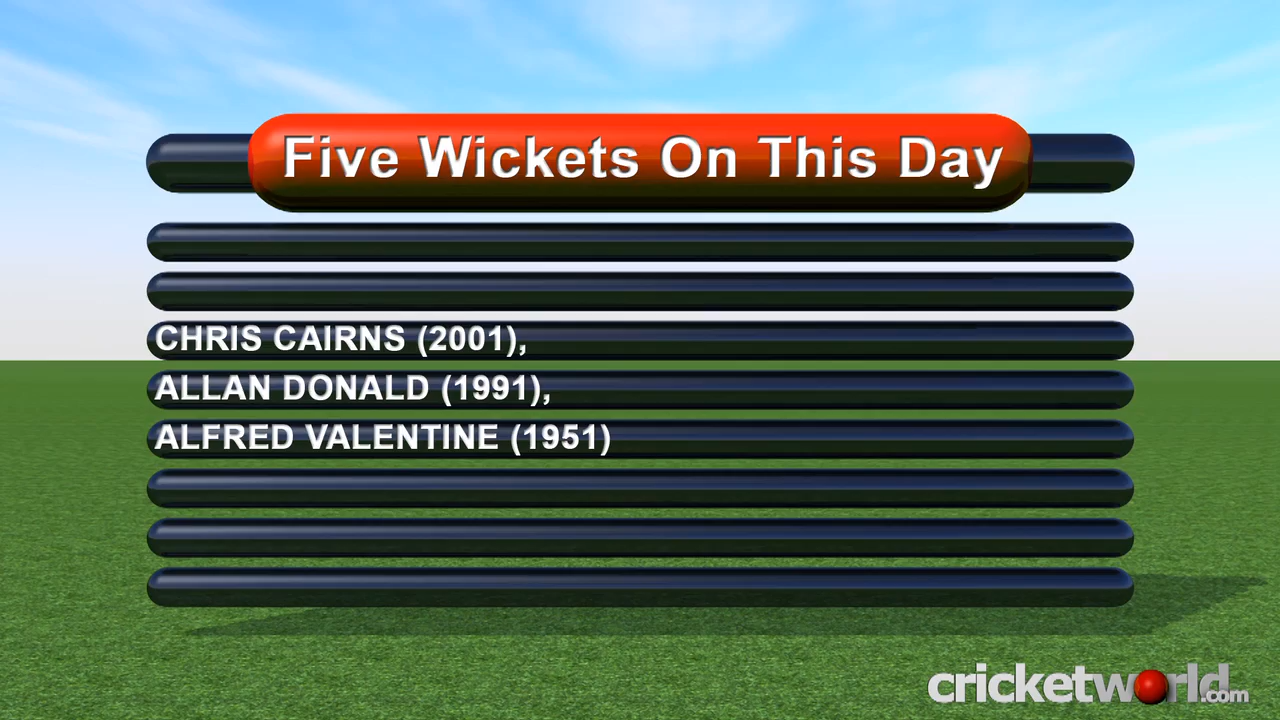 Five Wickets On This Day
CHRIS CAIRNS (2001),
ALLAN DONALD (1991),
ALFRED VALENTINE (1951)
cricketworld.com